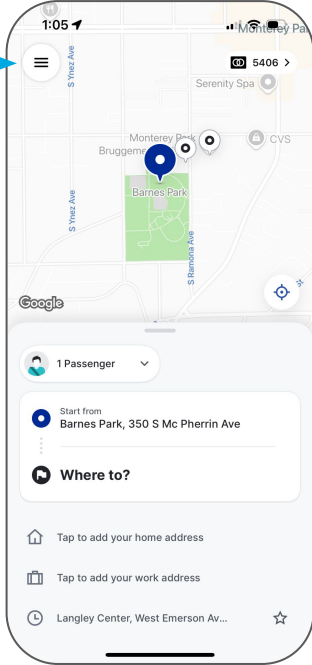 1:05
Monterey Pa
5406
S Ynez Ave
Serenity Spa
Monterey Park
CVS
Bruggeme
Barnes Park
S Ynez Ave
S Ramona Ave
Google
1 Passenger
Start from
Barnes Park, 350 S Mc Pherrin Ave
Where to?
Tap to add your home address
Tap to add your work address
Langley Center, West Emerson Av...